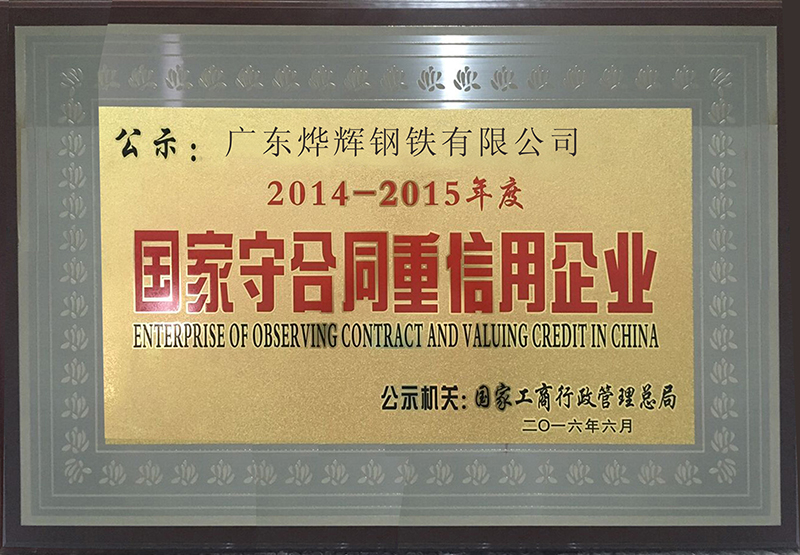 公示：广东烨辉钢铁有限公司
2014-2015年度
国家守合同重信用企业
ENTERPRISE OF OBSERVING CONTRACT AND VALUING CREDIT IN CHINA
公示机关：国家工商行政管理总局
二〇一六年六月